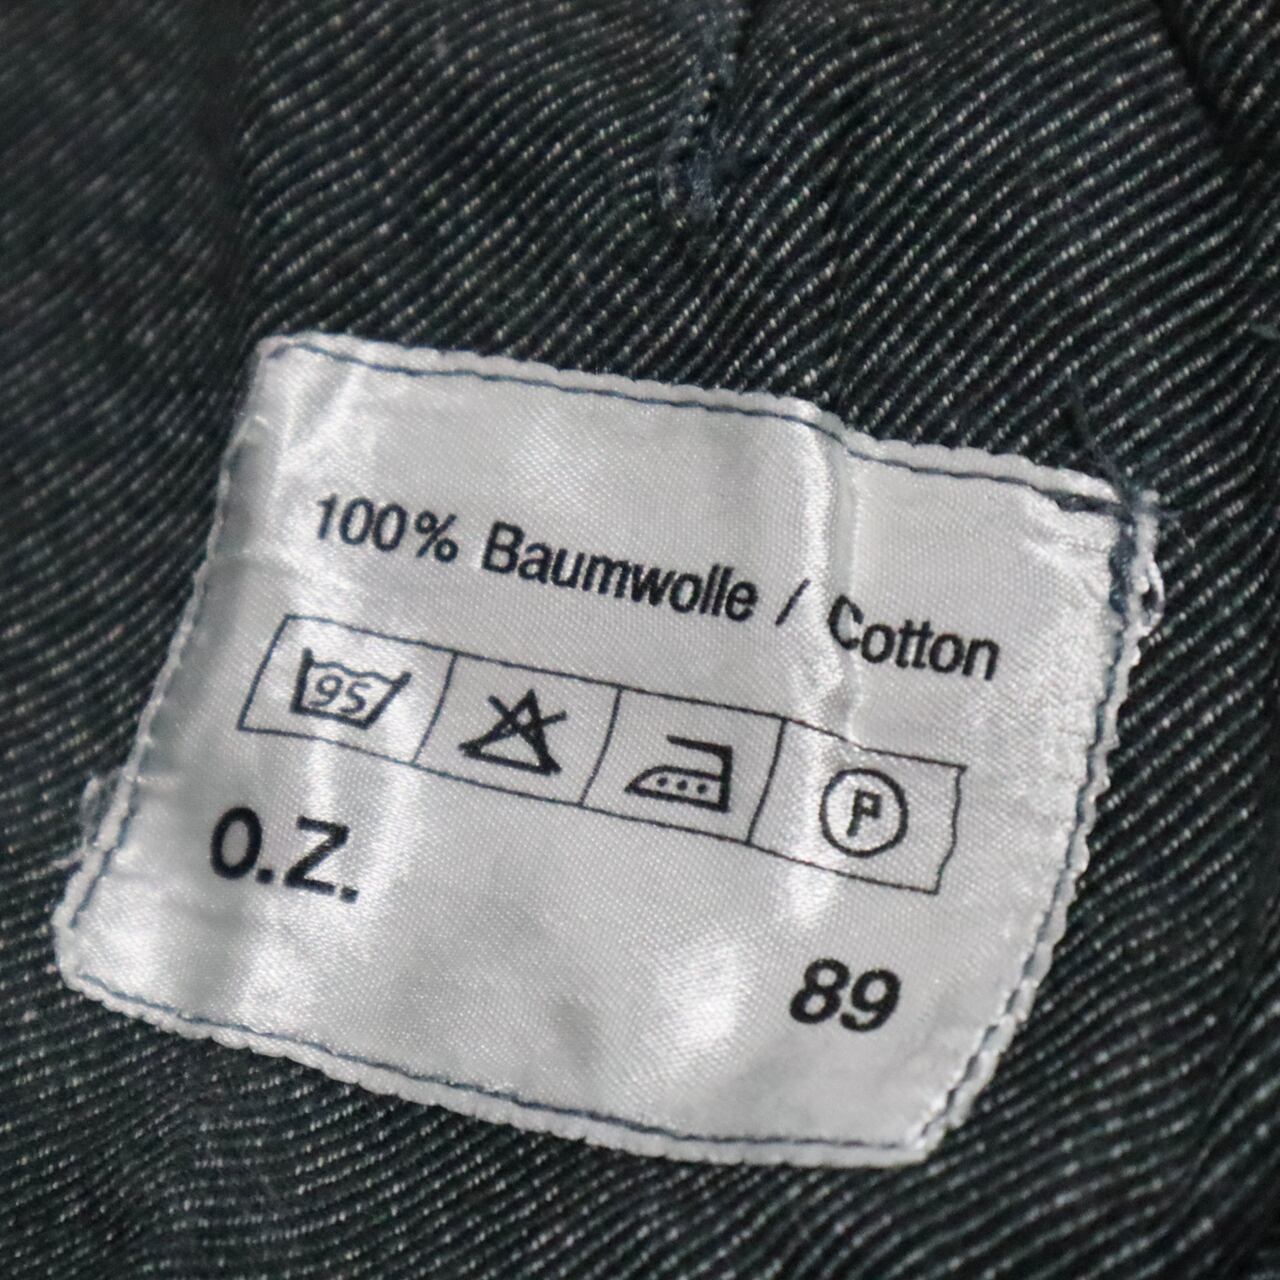 100% Baumwolle / Cotton
95 P
O.Z.
89